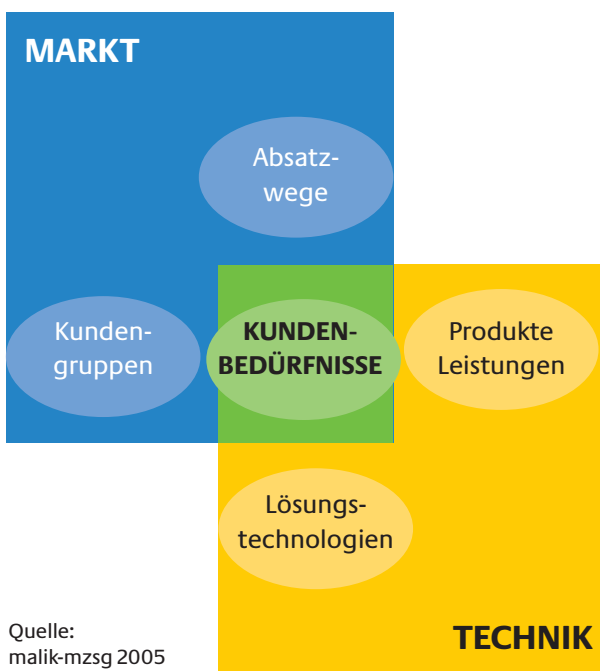 MARKT
Absatz-
wege
Kunden-
gruppen
KUNDEN-
BEDÜRFNISSE
Produkte
Leistungen
Lösungs-
technologien
Quelle:
malik-mzsg 2005
TECHNIK